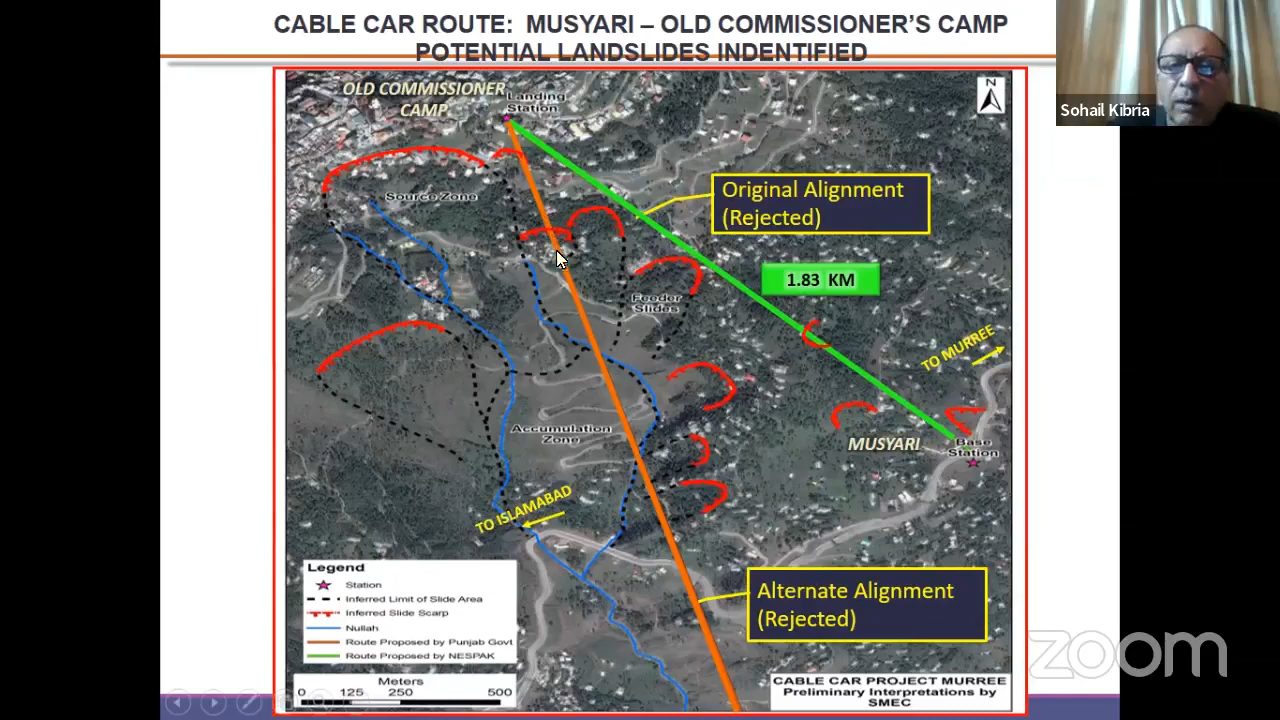 CABLE CAR ROUTE: MUSYARI – OLD COMMISSIONER'S CAMP
POTENTIAL LANDSLIDES INDENTIFIED
Sohail Kibria
OLD COMMISSIONER
CAMP
Landing
Station
N
Source Zone
Original Alignment
(Rejected)
1.83 KM
Feeder
Slides
TO MURREE
Accumulation
Zone
MUSYARI
Base
Station
TO ISLAMABAD
Alternate Alignment
(Rejected)
Legend
Station
Inferred Limit of Slide Area
Inferred Slide Scarp
Nullah
Route Proposed by Punjab Govt
Route Proposed by NESPAK
Meters
0 125 250 500
CABLE CAR PROJECT MURREE
Preliminary Interpretations by
SMEC
zoom